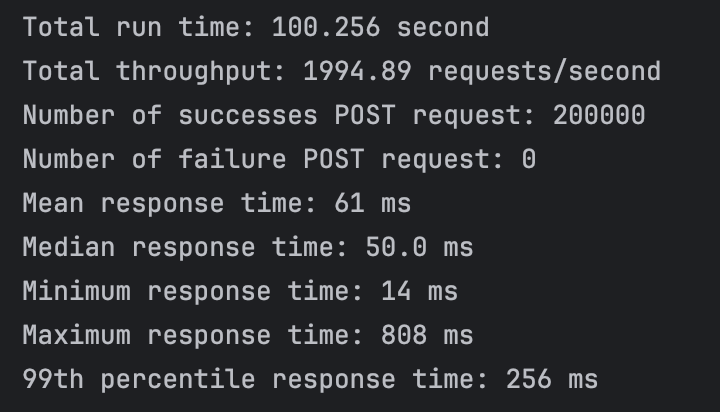 Total run time: 100.256 second
Total throughput: 1994.89 requests/second
Number of successes POST request: 200000
Number of failure POST request: 0
Mean response time: 61 ms
Median response time: 50.0 ms
Minimum response time: 14 ms
Maximum response time: 808 ms
99th percentile response time: 256 ms